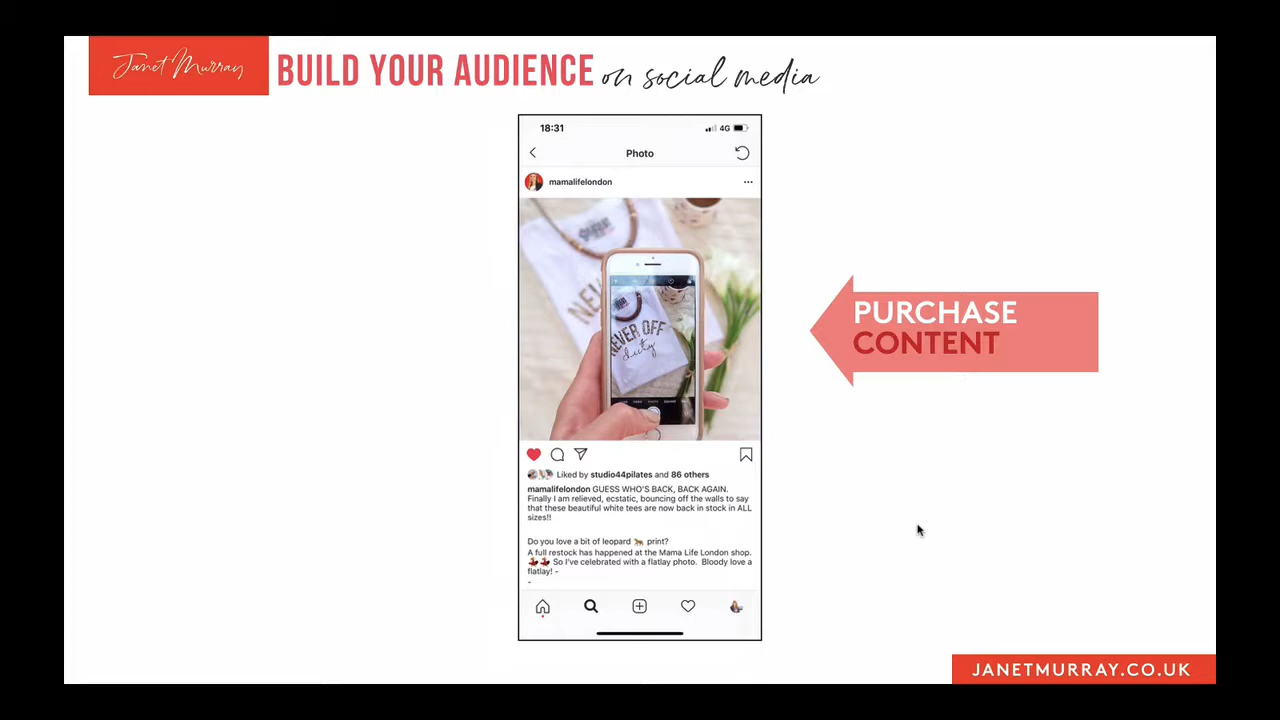 Janet Murray
BUILD YOUR AUDIENCE on social media
18:31
4G
Photo
mamalifelondon
NEV
NEVER OFF
duty
PURCHASE
CONTENT
Liked by studio44pilates and 86 others
mamalifelondon GUESS WHO'S BACK, BACK AGAIN.
Finally I am relieved, ecstatic, bouncing off the walls to say
that these beautiful white tees are now back in stock in ALL
sizes!!
Do you love a bit of leopard 🐆 print?
A full restock has happened at the Mama Life London shop.
💃💃 So I've celebrated with a flatlay photo. Bloody love a
flatlay! -
-
JANETMURRAY.CO.UK